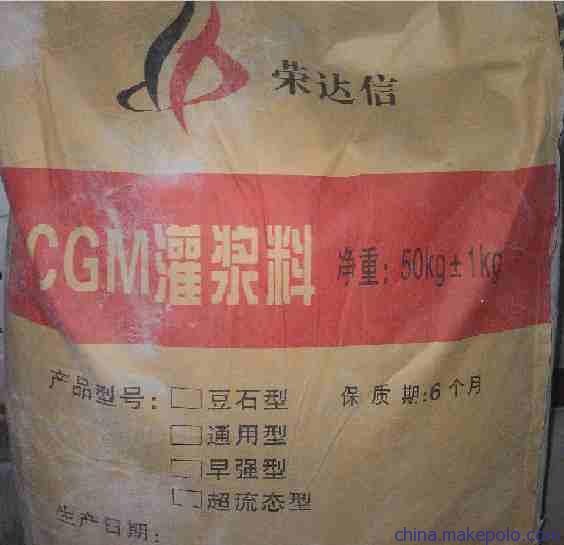 荣达信
CGM灌浆料 净重：50kg±1kg
产品型号：□豆石型 保质期：6个月
□通用型
□早强型
□超流态型
生产日期：
china.makepolo.com